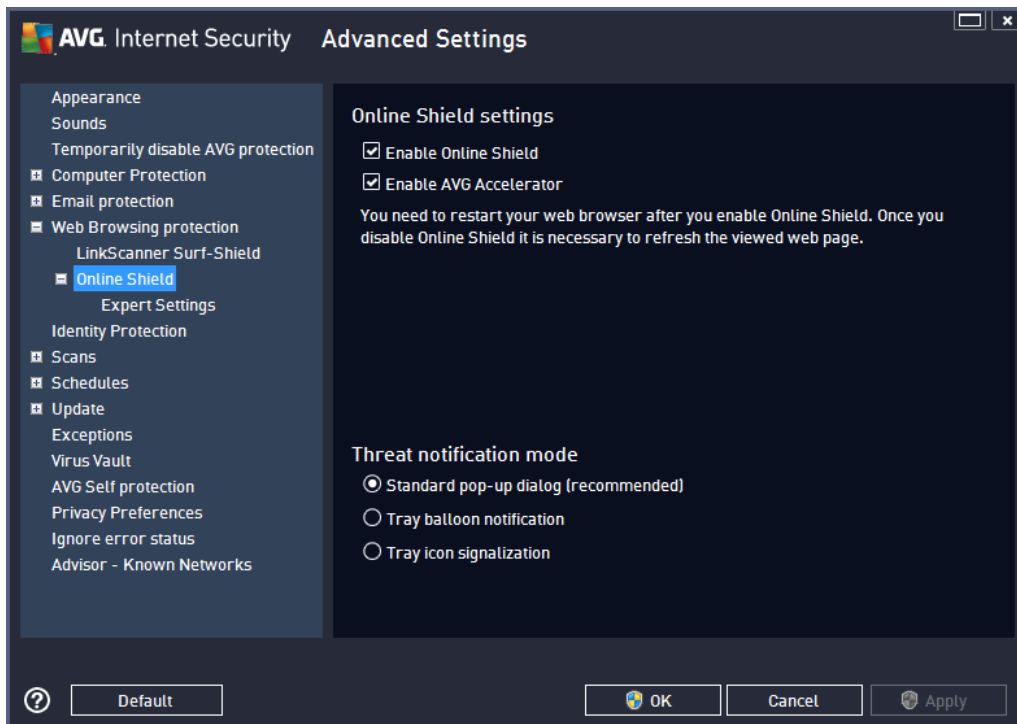 AVG. Internet Security Advanced Settings
Appearance
Sounds
Temporarily disable AVG protection
Computer Protection
Email protection
Web Browsing protection
LinkScanner Surf-Shield
Online Shield
Expert Settings
Identity Protection
Scans
Schedules
Update
Exceptions
Virus Vault
AVG Self protection
Privacy Preferences
Ignore error status
Advisor - Known Networks
Online Shield settings
Enable Online Shield
Enable AVG Accelerator
You need to restart your web browser after you enable Online Shield. Once you
disable Online Shield it is necessary to refresh the viewed web page.
Threat notification mode
Standard pop-up dialog (recommended)
Tray balloon notification
Tray icon signalization
? Default OK Cancel Apply